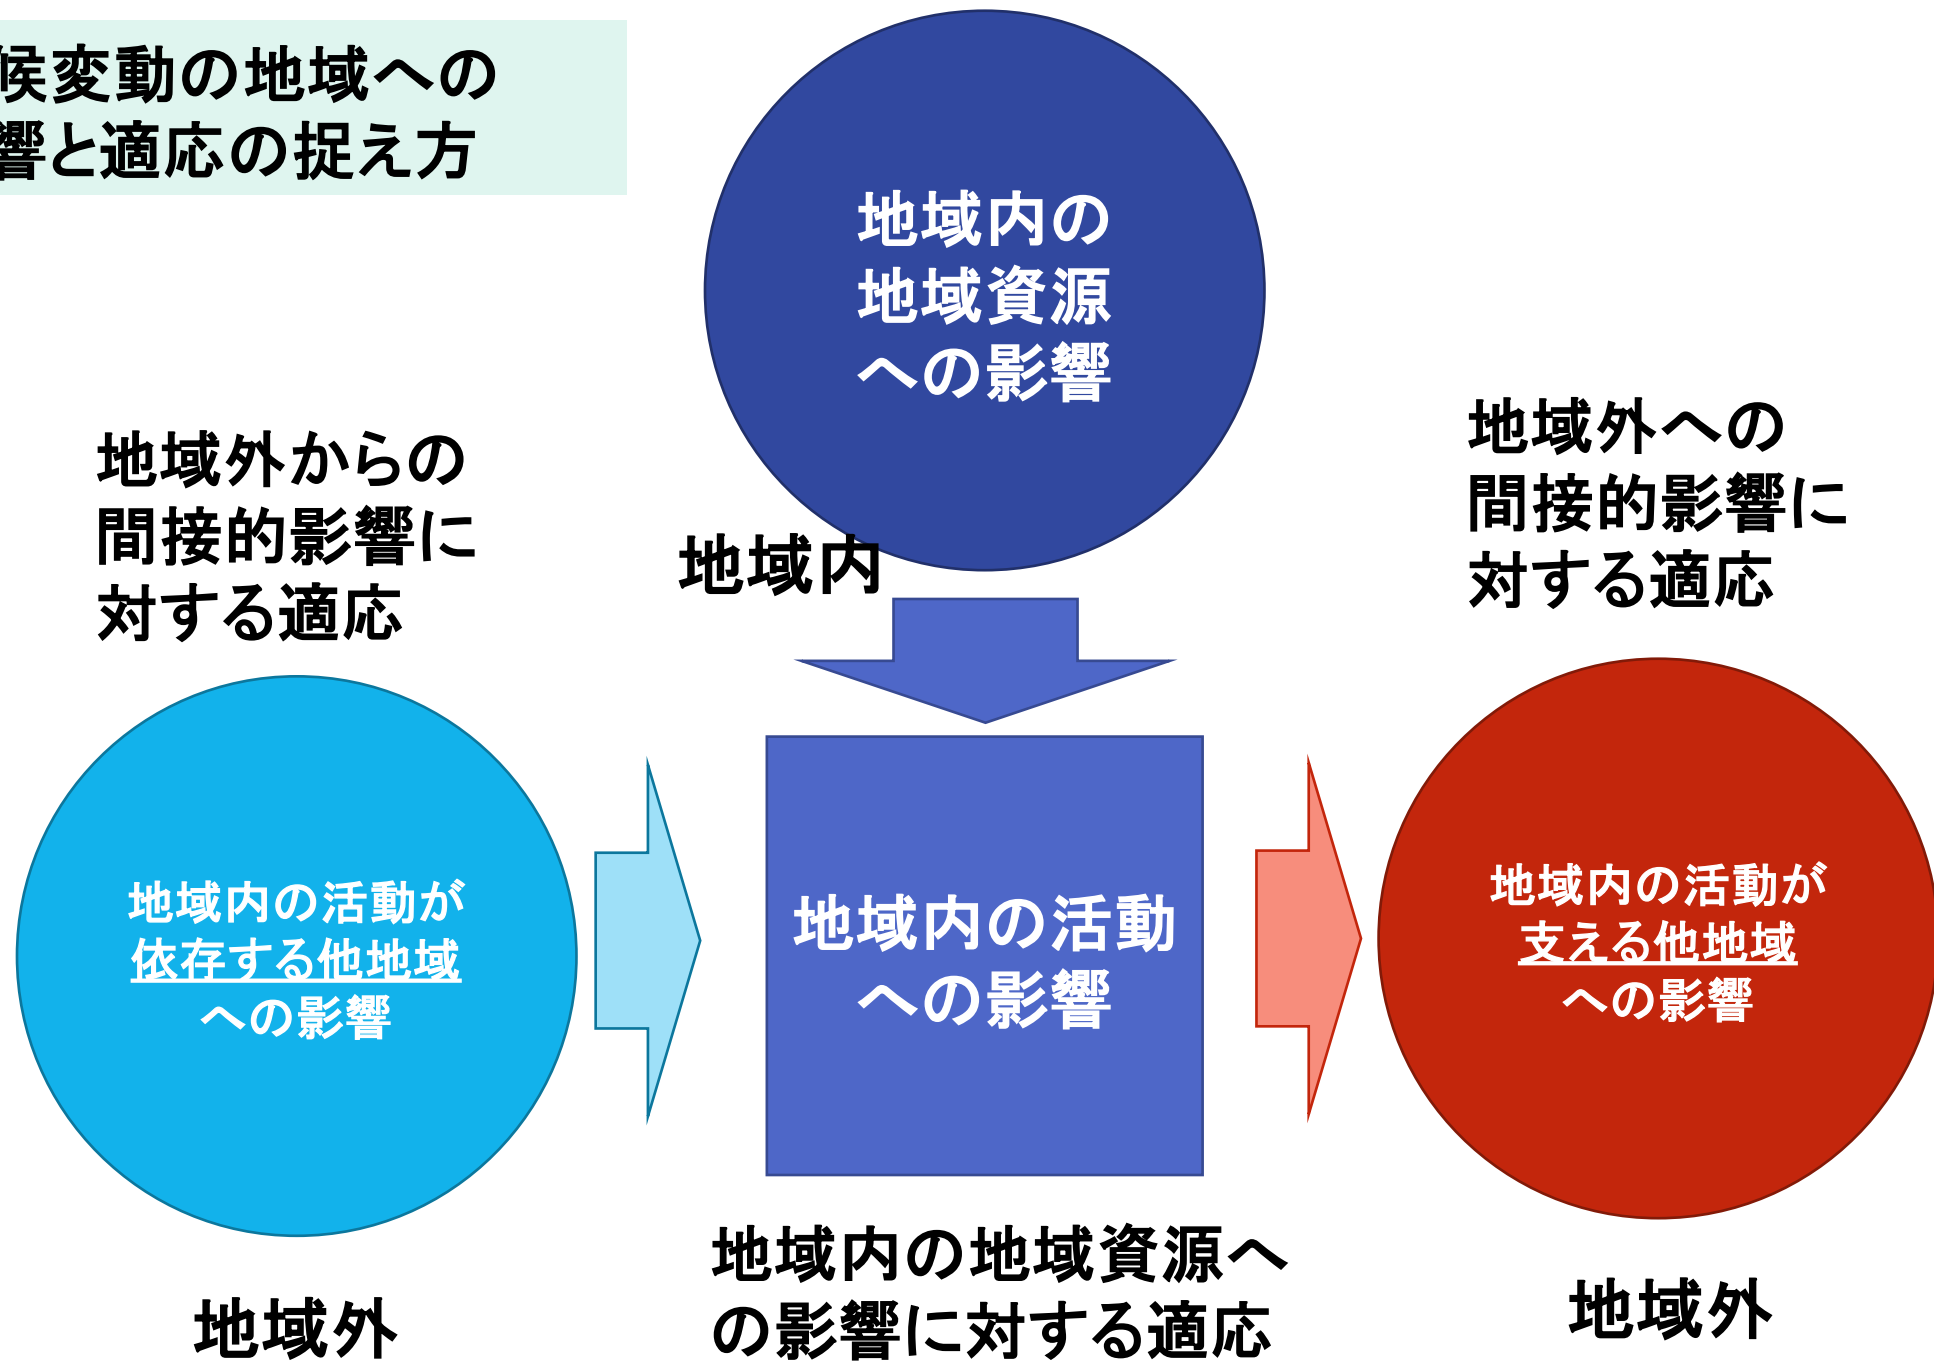 候変動の地域への
響と適応の捉え方
地域内の
地域資源
への影響
地域外からの
間接的影響に
対する適応
地域内
地域外への
間接的影響に
対する適応
地域内の活動が
依存する他地域
への影響
地域内の活動
への影響
地域内の活動が
支える他地域
への影響
地域外
地域内の地域資源へ
の影響に対する適応
地域外